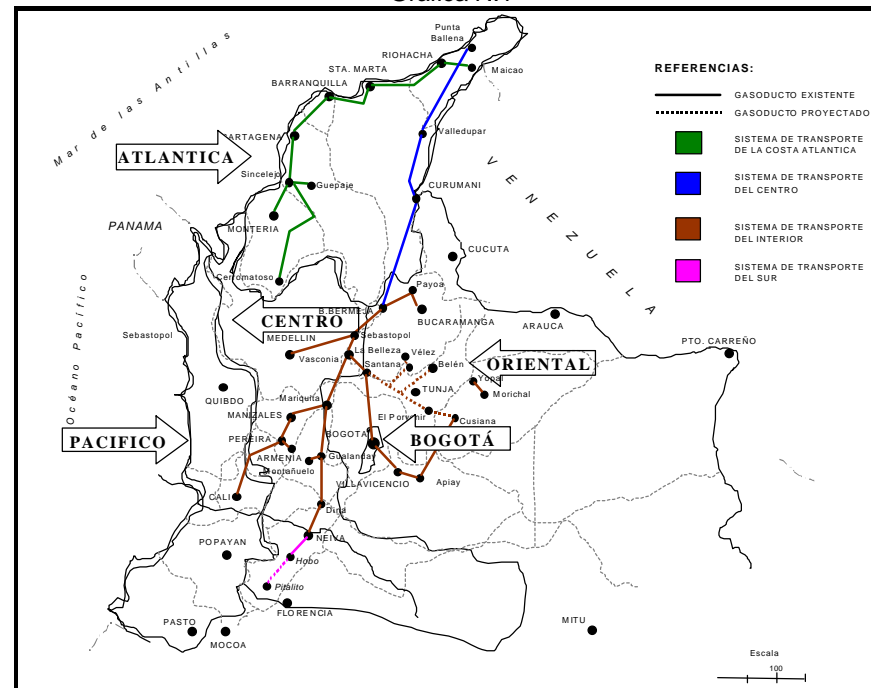 Punta
Ballena
RIOHACHA
STA. MARTA
Maicao
BARRANQUILLA
Mar de las Antillas
CARTAGENA
ATLANTICA
Valledupar
Sincelejo
Guepaje
CURUMANI
MONTERIA
PANAMA
VENEZUELA
CUCUTA
Cerromatoso
Payoa
Océano Pacífico
B.BERMEJA
CENTRO
BUCARAMANGA
ARAUCA
Sebastopol
Sebastopol
MEDELLIN
La Belleza
Vélez
PTO. CARREÑO
Vasconia
Santana
Belén
ORIENTAL
Yopal
QUIBDO
TUNJA
Morichal
Mariquita
MANIZALES
El Porvenir
Cusiana
PACIFICO
PEREIRA
BOGOTÁ
BOGOTÁ
ARMENIA
Gualanday
Montañuelo
VILLAVICENCIO
Apiay
CALI
Dina
NEIVA
POPAYAN
Hobo
Pitalito
FLORENCIA
PASTO
MOCOA
MITU
REFERENCIAS:
GASODUCTO EXISTENTE
GASODUCTO PROYECTADO
SISTEMA DE TRANSPORTE
DE LA COSTA ATLANTICA
SISTEMA DE TRANSPORTE
DEL CENTRO
SISTEMA DE TRANSPORTE
DEL INTERIOR
SISTEMA DE TRANSPORTE
DEL SUR
Escala
100